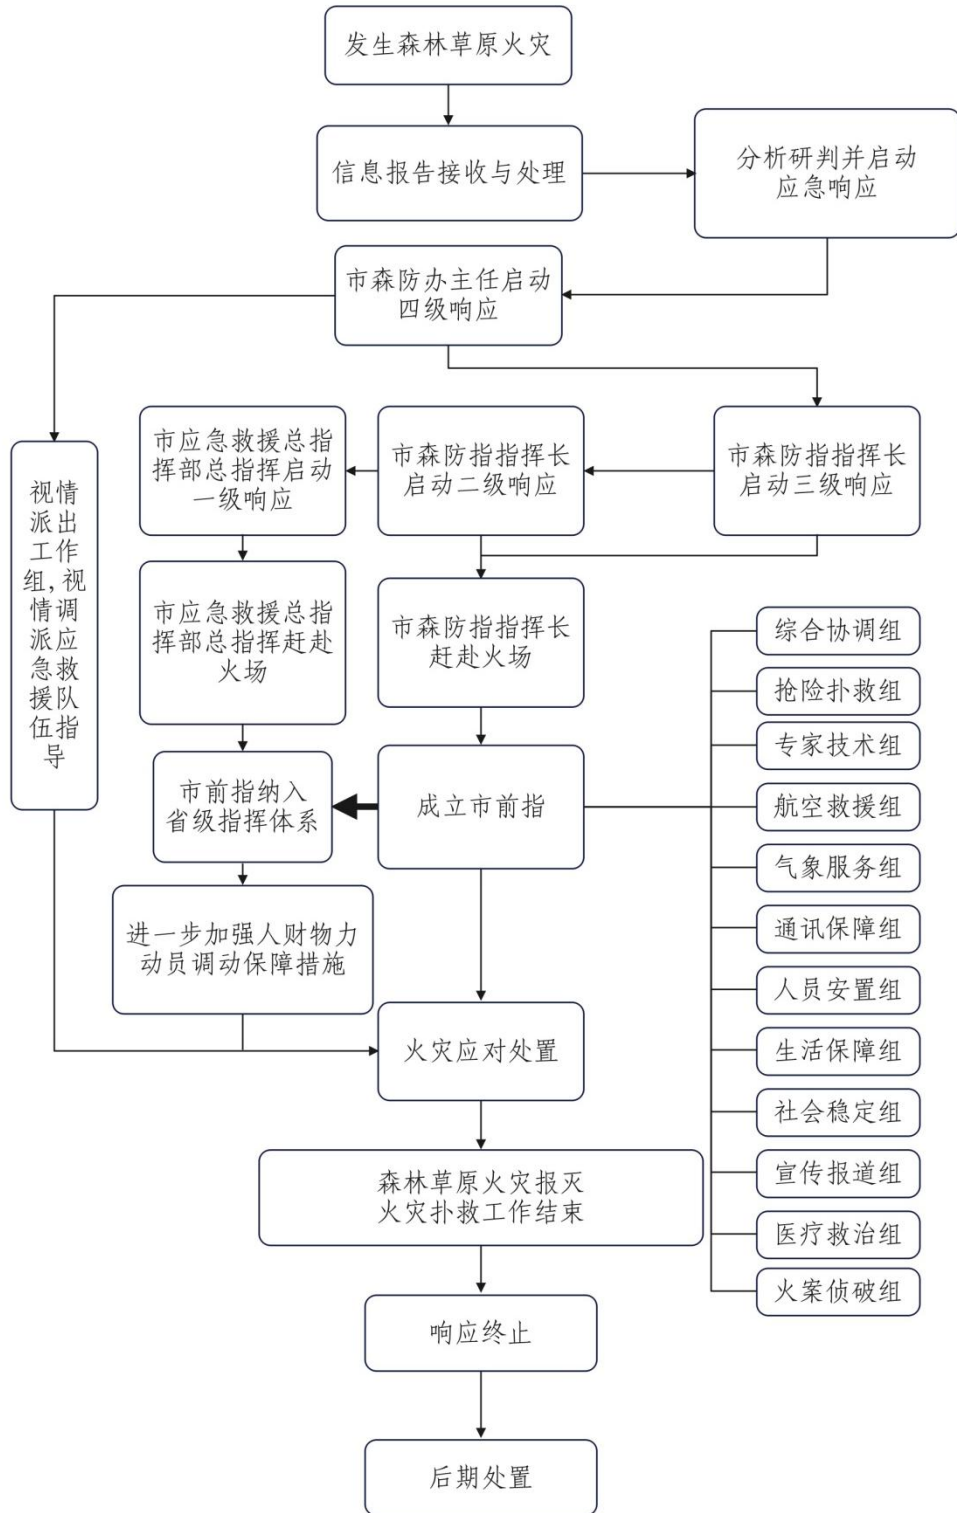 发生森林草原火灾
信息报告接收与处理
分析研判并启动
应急响应
市森防办主任启动
四级响应
市应急救援总指
挥部总指挥启动
一级响应
市森防指指挥长
启动二级响应
市森防指指挥长
启动三级响应
视情
派出
工作
组,视
情调
派应
急救
援队
伍指
导
市应急救援总指
挥部总指挥赶赴
火场
市森防指指挥长
赶赴火场
市前指纳入
省级指挥体系
成立市前指
进一步加强人财物力
动员调动保障措施
综合协调组
抢险扑救组
专家技术组
航空救援组
气象服务组
通讯保障组
人员安置组
生活保障组
社会稳定组
宣传报道组
医疗救治组
火案侦破组
火灾应对处置
森林草原火灾报灭
火灾扑救工作结束
响应终止
后期处置